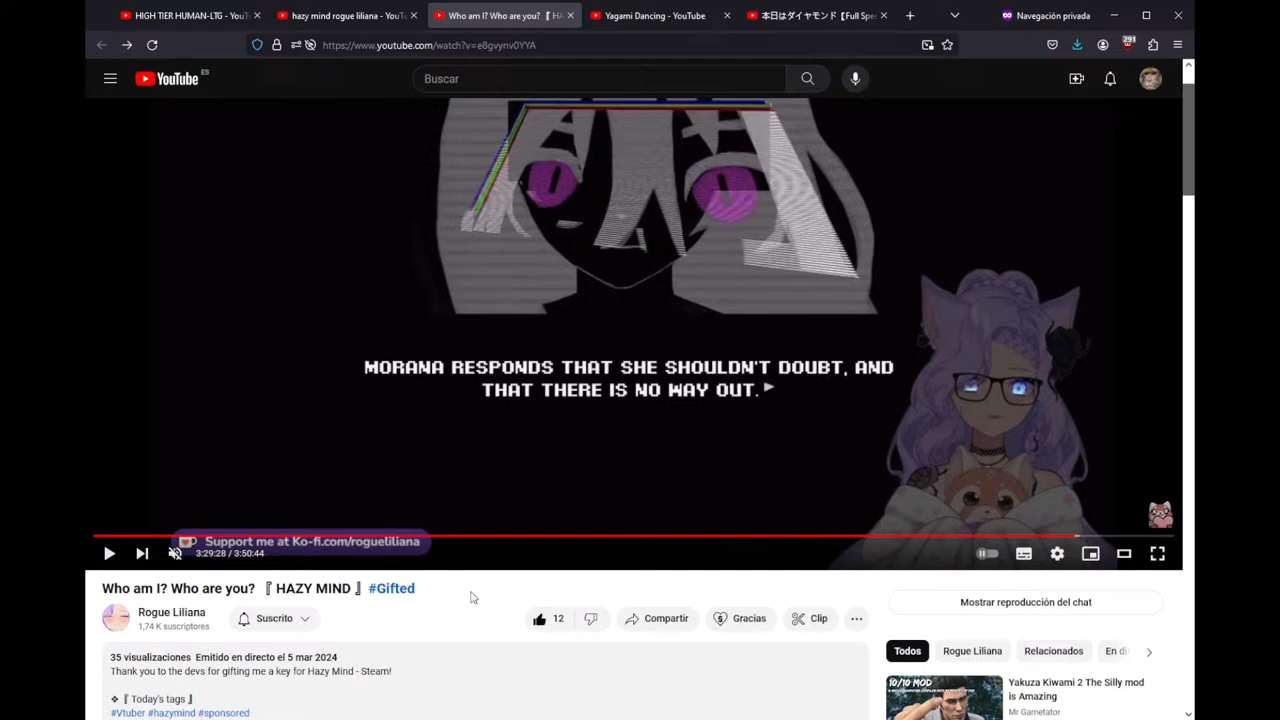 HIGH TIER HUMAN-LTG - YouT
hazy mind rogue liliana - YouTu
Who am I? Who are you? 『 HA
Yagami Dancing - YouTube
本日はダイヤモンド【Full Spe
Navegación privada
https://www.youtube.com/watch?v=e8gvynv0YYA
291
YouTube ES
Buscar
MORANA RESPONDS THAT SHE SHOULDN'T DOUBT, AND
THAT THERE IS NO WAY OUT.
Support me at Ko-fi.com/rogueliliana
3:29:28 / 3:50:44
Who am I? Who are you? 『 HAZY MIND 』 #Gifted
Rogue Liliana
1,74 K suscriptores
Suscrito
12
Compartir
Gracias
Clip
Mostrar reproducción del chat
35 visualizaciones Emitido en directo el 5 mar 2024
Thank you to the devs for gifting me a key for Hazy Mind - Steam!
❖『 Today's tags 』
#Vtuber #hazymind #sponsored
Todos
Rogue Liliana
Relacionados
En di
10/10 MOD
Yakuza Kiwami 2 The Silly mod
is Amazing
Mr Gametator